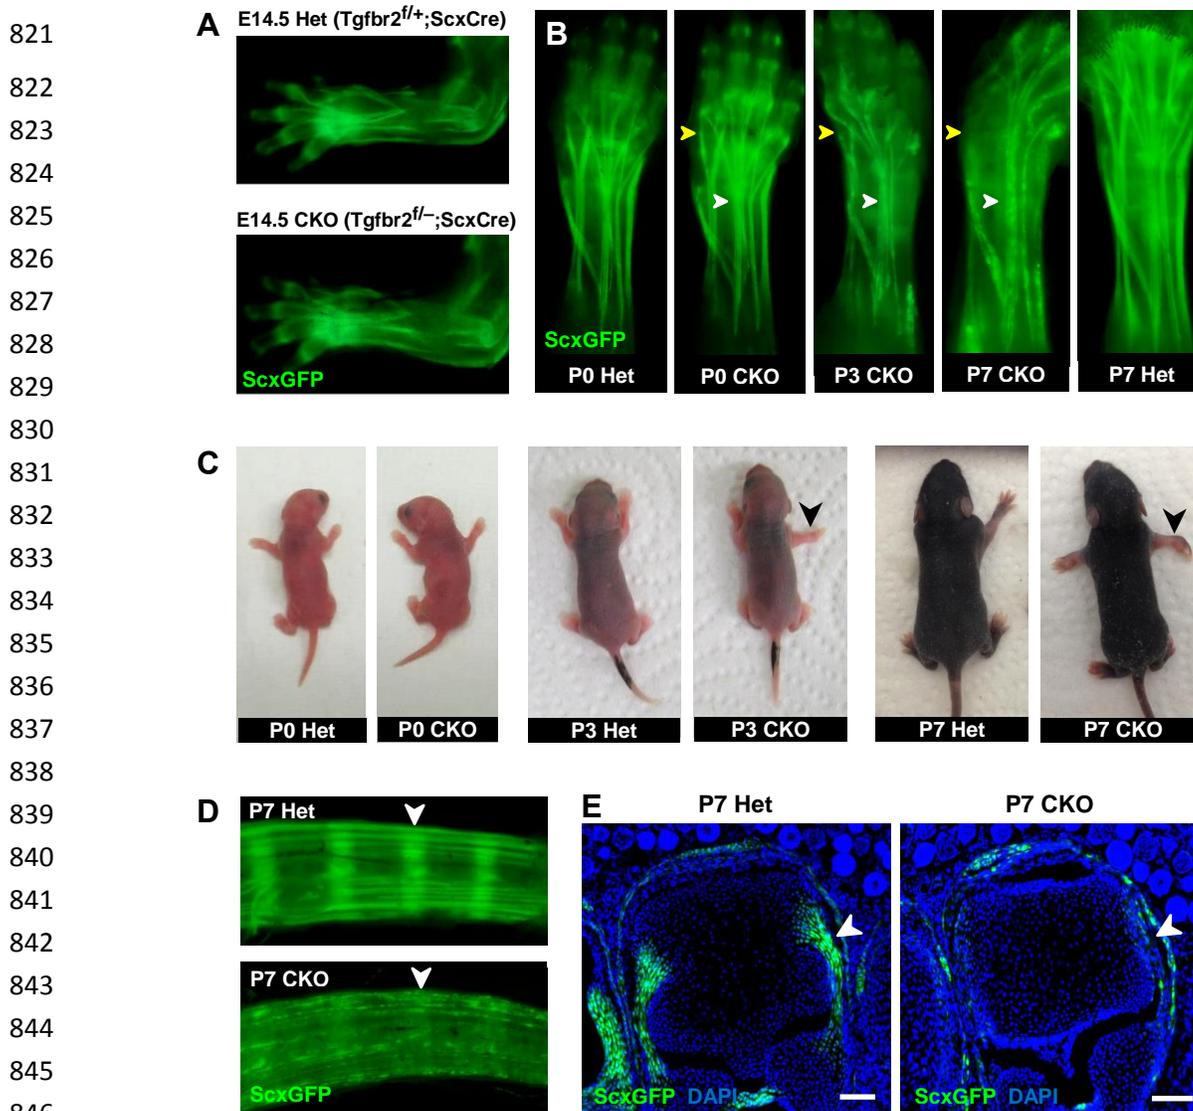 821
822
823
824
825
826
827
828
829
830
831
832
833
834
835
836
837
838
839
840
841
842
843
844
845
A
E14.5 Het (Tgfbr2f/+;ScxCre)
E14.5 CKO (Tgfbr2f/–;ScxCre)
ScxGFP
B
ScxGFP
P0 Het
P0 CKO
P3 CKO
P7 CKO
P7 Het
C
P0 Het
P0 CKO
P3 Het
P3 CKO
P7 Het
P7 CKO
D
P7 Het
P7 CKO
ScxGFP
E
P7 Het
P7 CKO
ScxGFP DAPI
ScxGFP DAPI